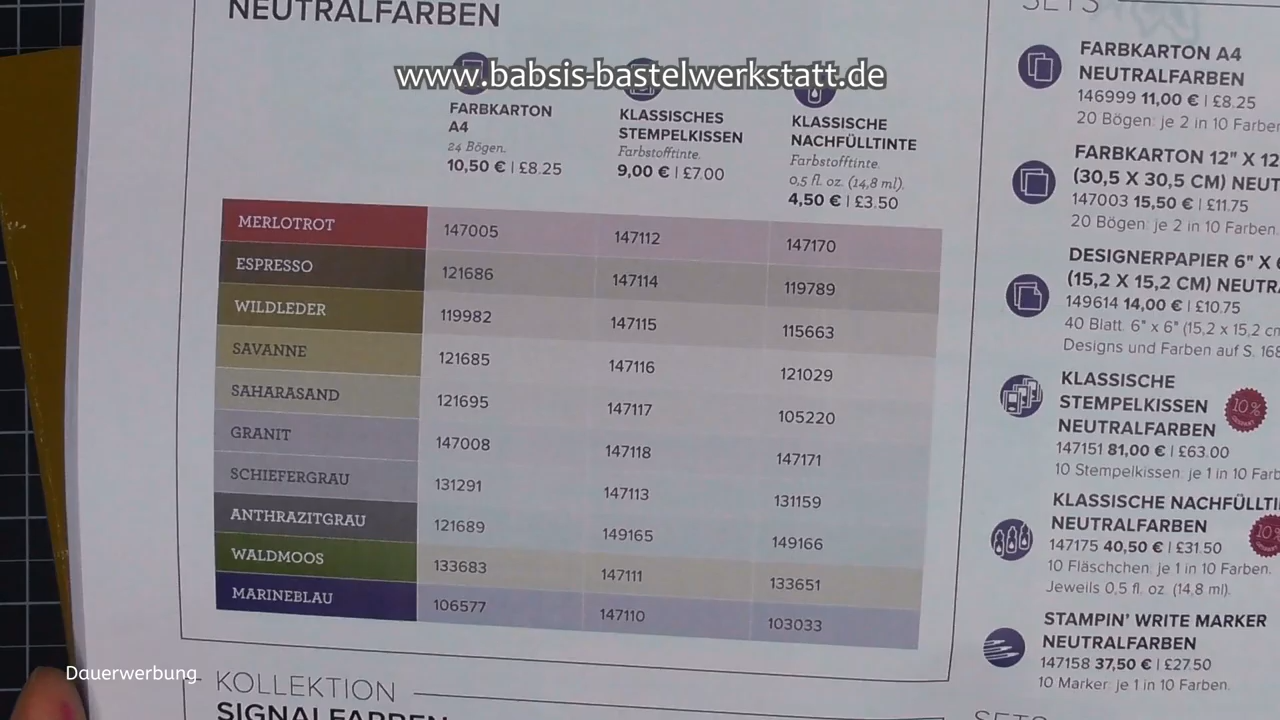 NEUTRALFARBEN
www.babsis-bastelwerkstatt.de
FARBKARTON
A4
24 Bögen.
10,50 € | £8.25
KLASSISCHES
STEMPELKISSEN
Farbstofftinte.
9,00 € | £7.00
KLASSISCHE
NACHFÜLLTINTE
Farbstofftinte.
0,5 fl. oz. (14,8 ml).
4,50 € | £3.50
MERLOTROT 147005 147112 147170
ESPRESSO 121686 147114 119789
WILDLEDER 119982 147115 115663
SAVANNE 121685 147116 121029
SAHARASAND 121695 147117 105220
GRANIT 147008 147118 147171
SCHIEFERGRAU 131291 147113 131159
ANTHRAZITGRAU 121689 149165 149166
WALDMOOS 133683 147111 133651
MARINEBLAU 106577 147110 103033
SETS
FARBKARTON A4
NEUTRALFARBEN
146999 11,00 € | £8.25
20 Bögen: je 2 in 10 Farben
FARBKARTON 12" X 12
(30,5 X 30,5 CM) NEUT
147003 15,50 € | £11.75
20 Bögen: je 2 in 10 Farben.
DESIGNERPAPIER 6" X 6
(15,2 X 15,2 CM) NEUTRA
149614 14,00 € | £10.75
40 Blatt. 6" x 6" (15,2 x 15,2 cm
Designs und Farben auf S. 168
KLASSISCHE
STEMPELKISSEN
NEUTRALFARBEN
10%
147151 81,00 € | £63.00
10 Stempelkissen: je 1 in 10 Farb
KLASSISCHE NACHFÜLLTI
NEUTRALFARBEN
10%
147175 40,50 € | £31.50
10 Fläschchen: je 1 in 10 Farben.
Jeweils 0,5 fl. oz. (14,8 ml).
STAMPIN' WRITE MARKER
NEUTRALFARBEN
147158 37,50 € | £27.50
10 Marker: je 1 in 10 Farben.
Dauerwerbung
KOLLEKTION
SIGNALFARBEN
SETS